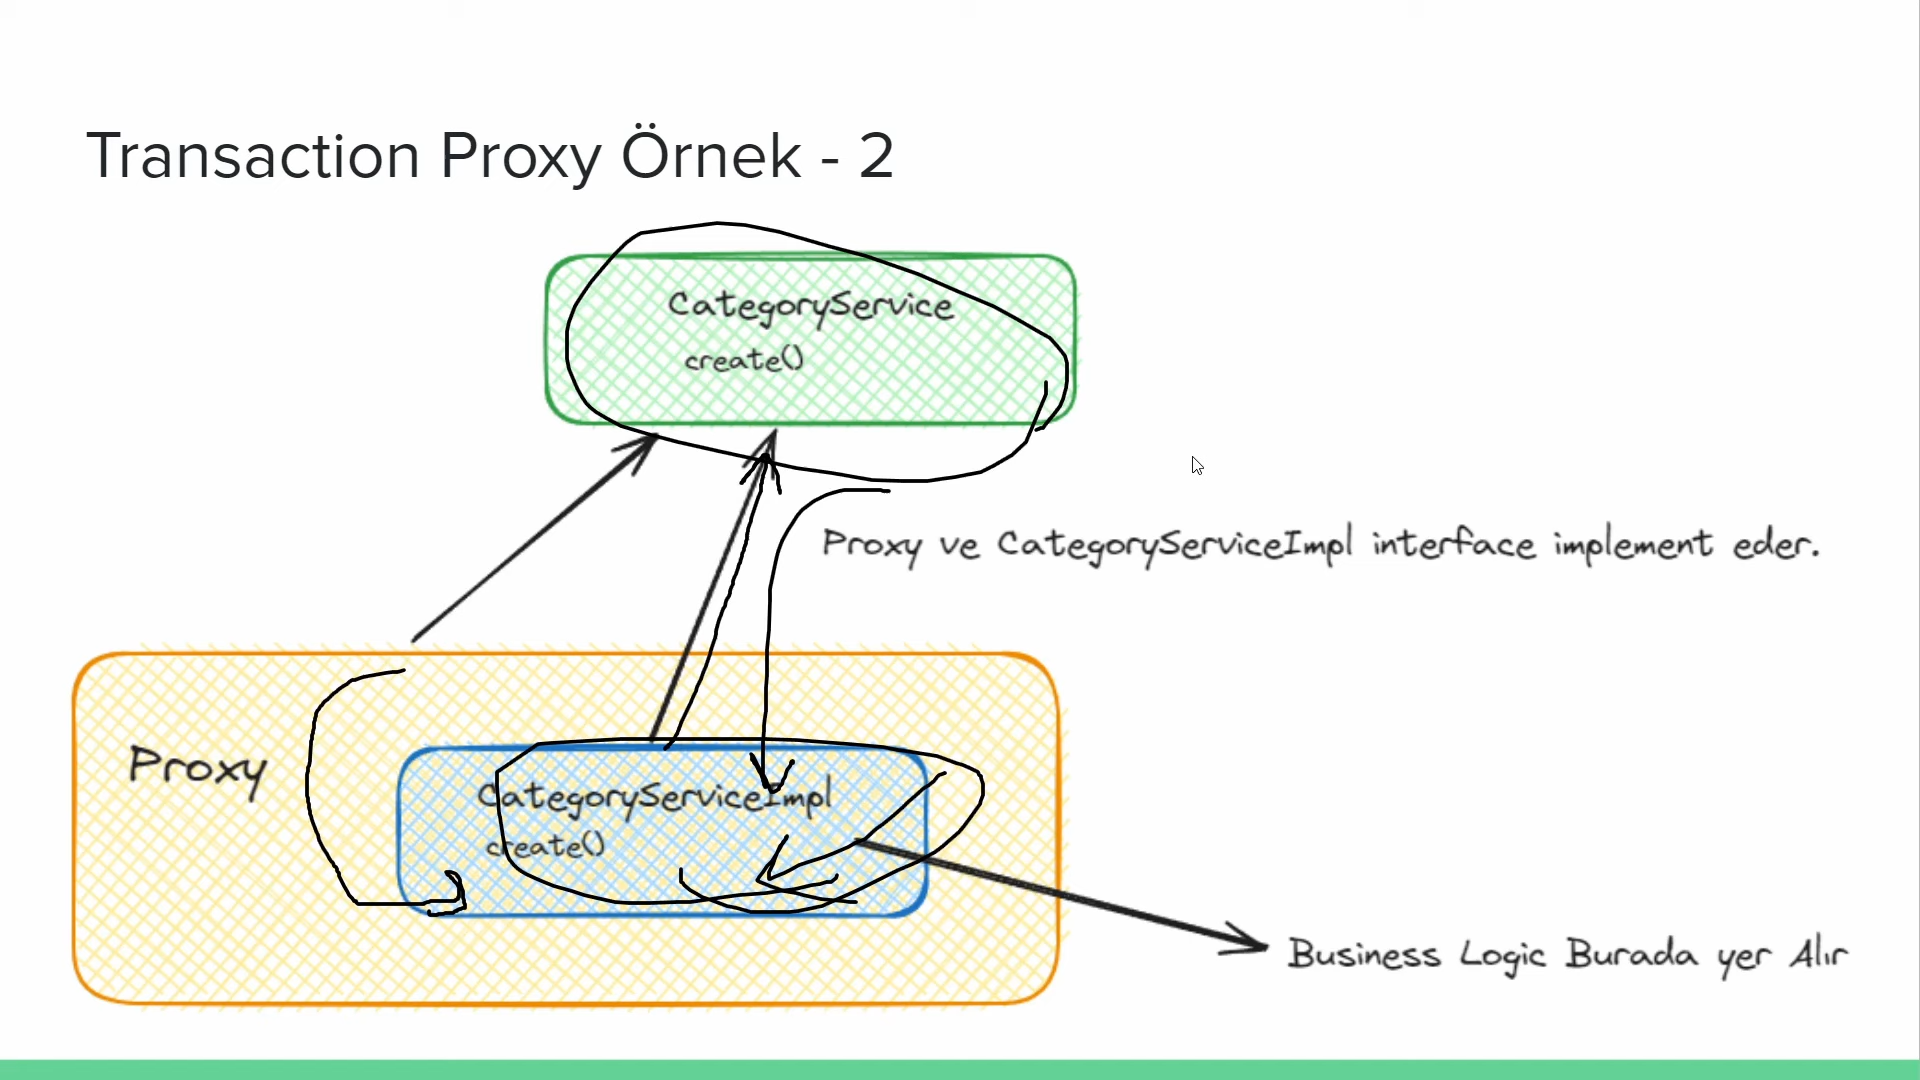 Transaction Proxy Örnek - 2
CategoryService
create()
Proxy ve CategoryServiceImpl interface implement eder.
Proxy
CategoryServiceImpl
create()
Business Logic Burada yer Alır